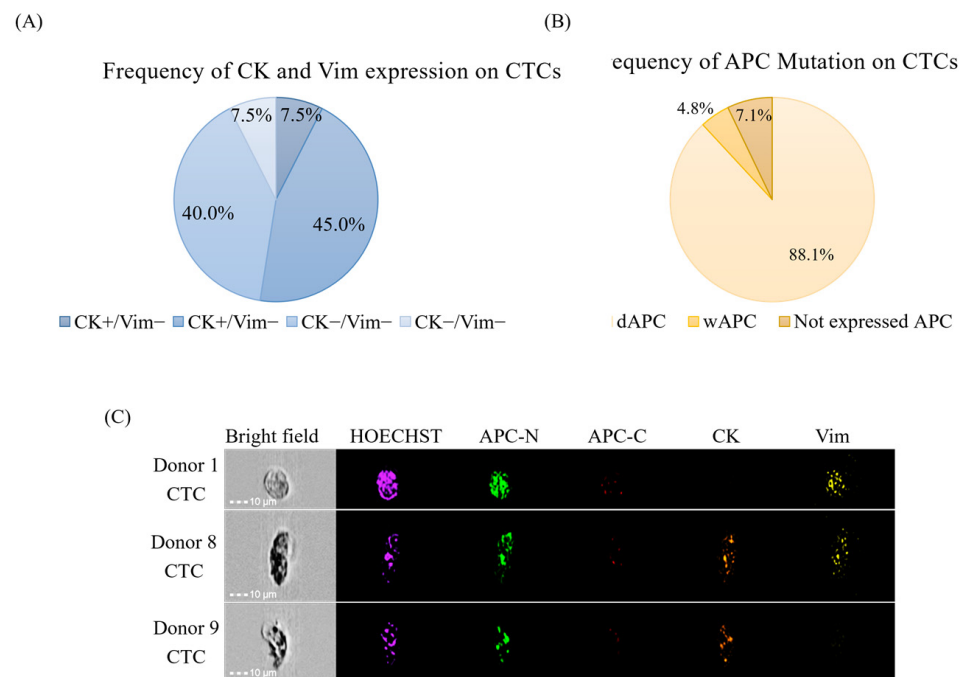 (A)
(B)
Frequency of CK and Vim expression on CTCs
equency of APC Mutation on CTCs
7.5% 7.5%
4.8% 7.1%
40.0% 45.0%
88.1%
CK+/Vim− CK+/Vim− CK−/Vim− CK−/Vim−
dAPC wAPC Not expressed APC
(C)
Bright field HOECHST APC-N APC-C CK Vim
Donor 1
CTC
10 µm
Donor 8
CTC
10 µm
Donor 9
CTC
10 µm